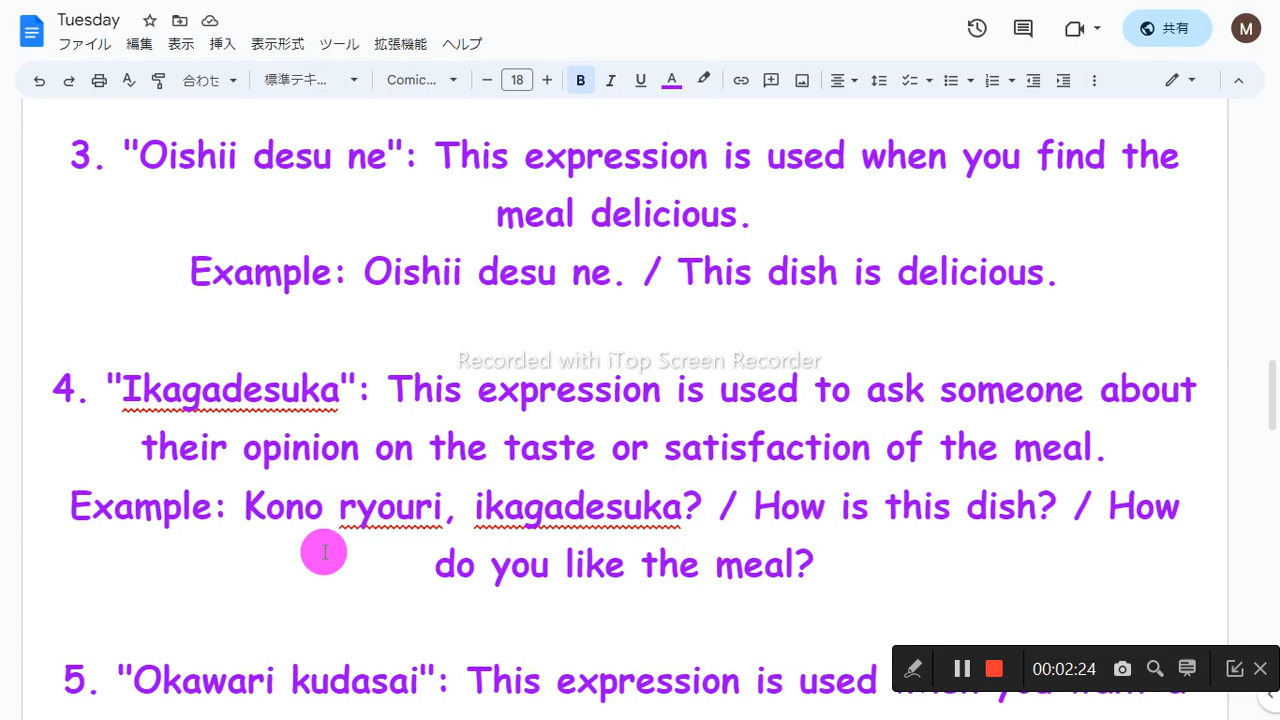 Tuesday
ファイル 編集 表示 挿入 表示形式 ツール 拡張機能 ヘルプ
共有
M
合わせ 標準テキ... Comic... 18 B I U A
3. "Oishii desu ne": This expression is used when you find the
meal delicious.
Example: Oishii desu ne. / This dish is delicious.
Recorded with iTop Screen Recorder
4. "Ikagadesuka": This expression is used to ask someone about
their opinion on the taste or satisfaction of the meal.
Example: Kono ryouri, ikagadesuka? / How is this dish? / How
do you like the meal?
5. "Okawari kudasai": This expression is used when you want a
00:02:24